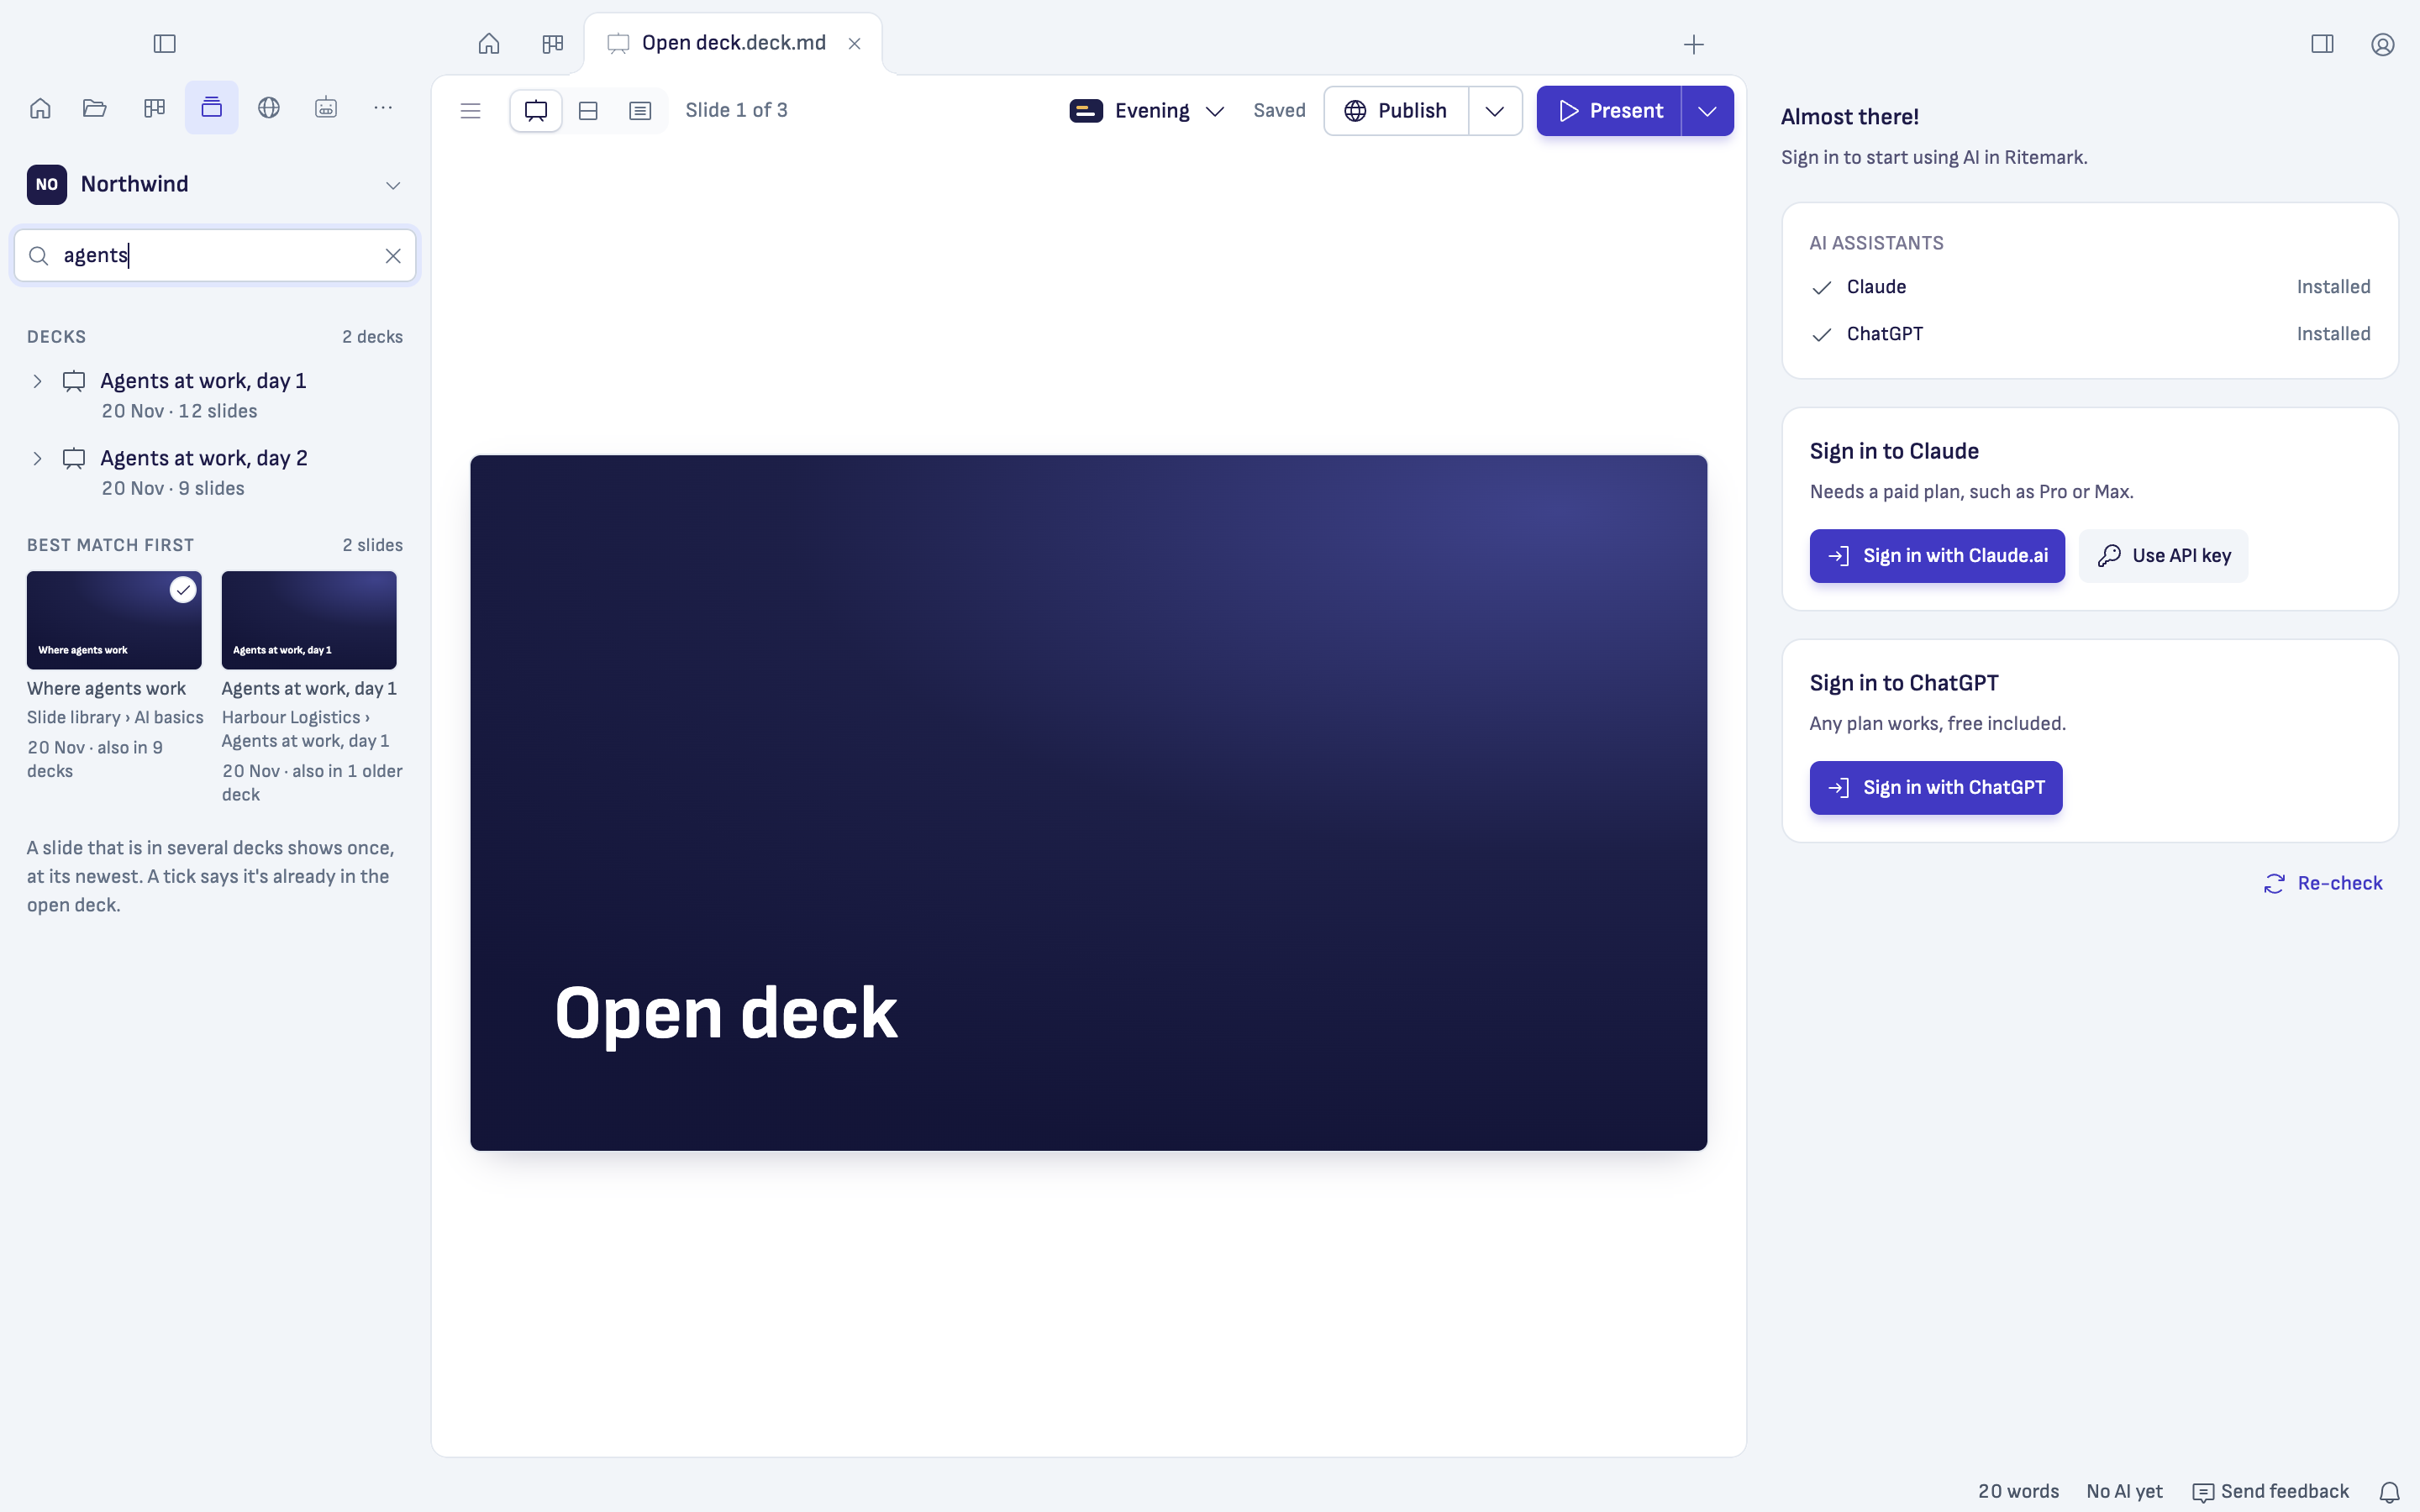 Open deck.deck.md
NO
Northwind
agents
DECKS
2 decks
Agents at work, day 1
20 Nov · 12 slides
Agents at work, day 2
20 Nov · 9 slides
BEST MATCH FIRST
2 slides
Where agents work
Where agents work
Slide library › AI basics
20 Nov · also in 9
decks
Agents at work, day 1
Agents at work, day 1
Harbour Logistics ›
Agents at work, day 1
20 Nov · also in 1 older
deck
A slide that is in several decks shows once,
at its newest. A tick says it's already in the
open deck.
Slide 1 of 3
Evening
Saved
Publish
Present
Open deck
Almost there!
Sign in to start using AI in Ritemark.
AI ASSISTANTS
Claude
Installed
ChatGPT
Installed
Sign in to Claude
Needs a paid plan, such as Pro or Max.
Sign in with Claude.ai
Use API key
Sign in to ChatGPT
Any plan works, free included.
Sign in with ChatGPT
Re-check
20 words
No AI yet
Send feedback